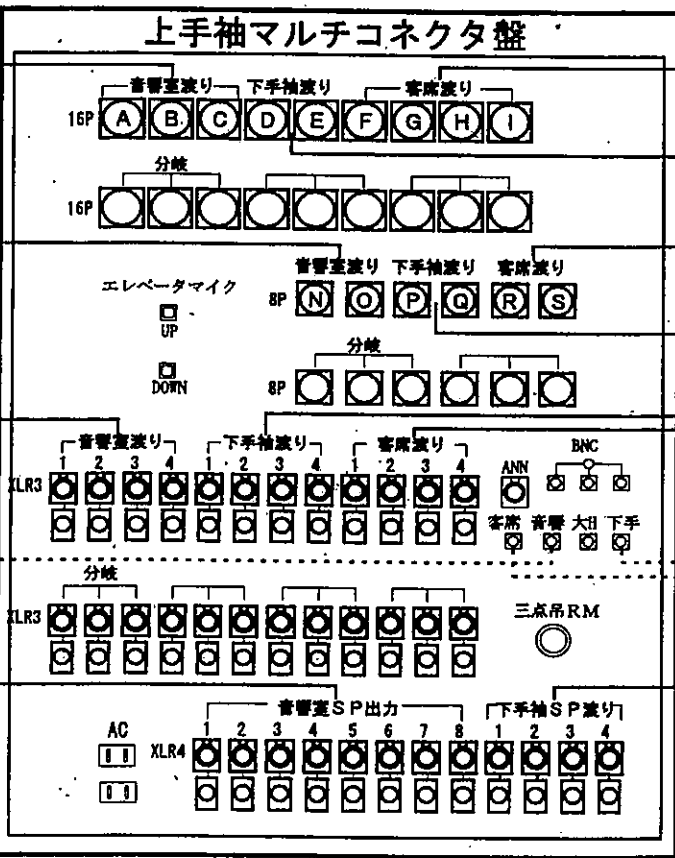 上手袖マルチコネクタ盤
音響室渡り 下手袖渡り 客席渡り
16P A B C D E F G H I
分岐
16P
音響室渡り 下手袖渡り 客席渡り
エレベータマイク
8P N O P Q R S
UP
分岐
DOWN 8P
音響室渡り 下手袖渡り 客席渡り
1 2 3 4 1 2 3 4 1 2 3 4
ANN BNC
XLR3
客席 音響 大H 下手
分岐
XLR3
三点吊RM
音響室SP出力 下手袖SP渡り
AC
1 2 3 4 5 6 7 8 1 2 3 4
XLR4